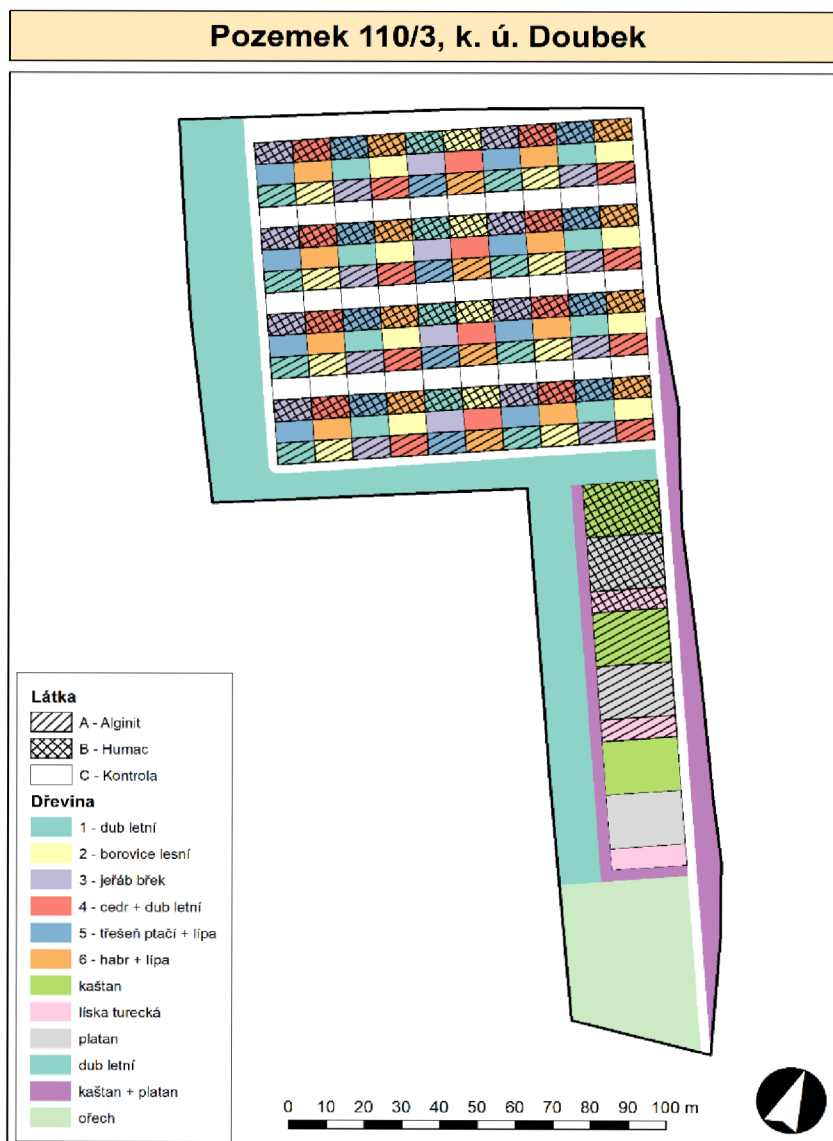 Pozemek 110/3, k. ú. Doubek
Látka
A - Alginit
B - Humac
C - Kontrola
Dřevina
1 - dub letní
2 - borovice lesní
3 - jeřáb břek
4 - cedr + dub letní
5 - třešeň ptačí + lípa
6 - habr + lípa
kaštan
líska turecká
platan
dub letní
kaštan + platan
ořech
0 10 20 30 40 50 60 70 80 90 100 m